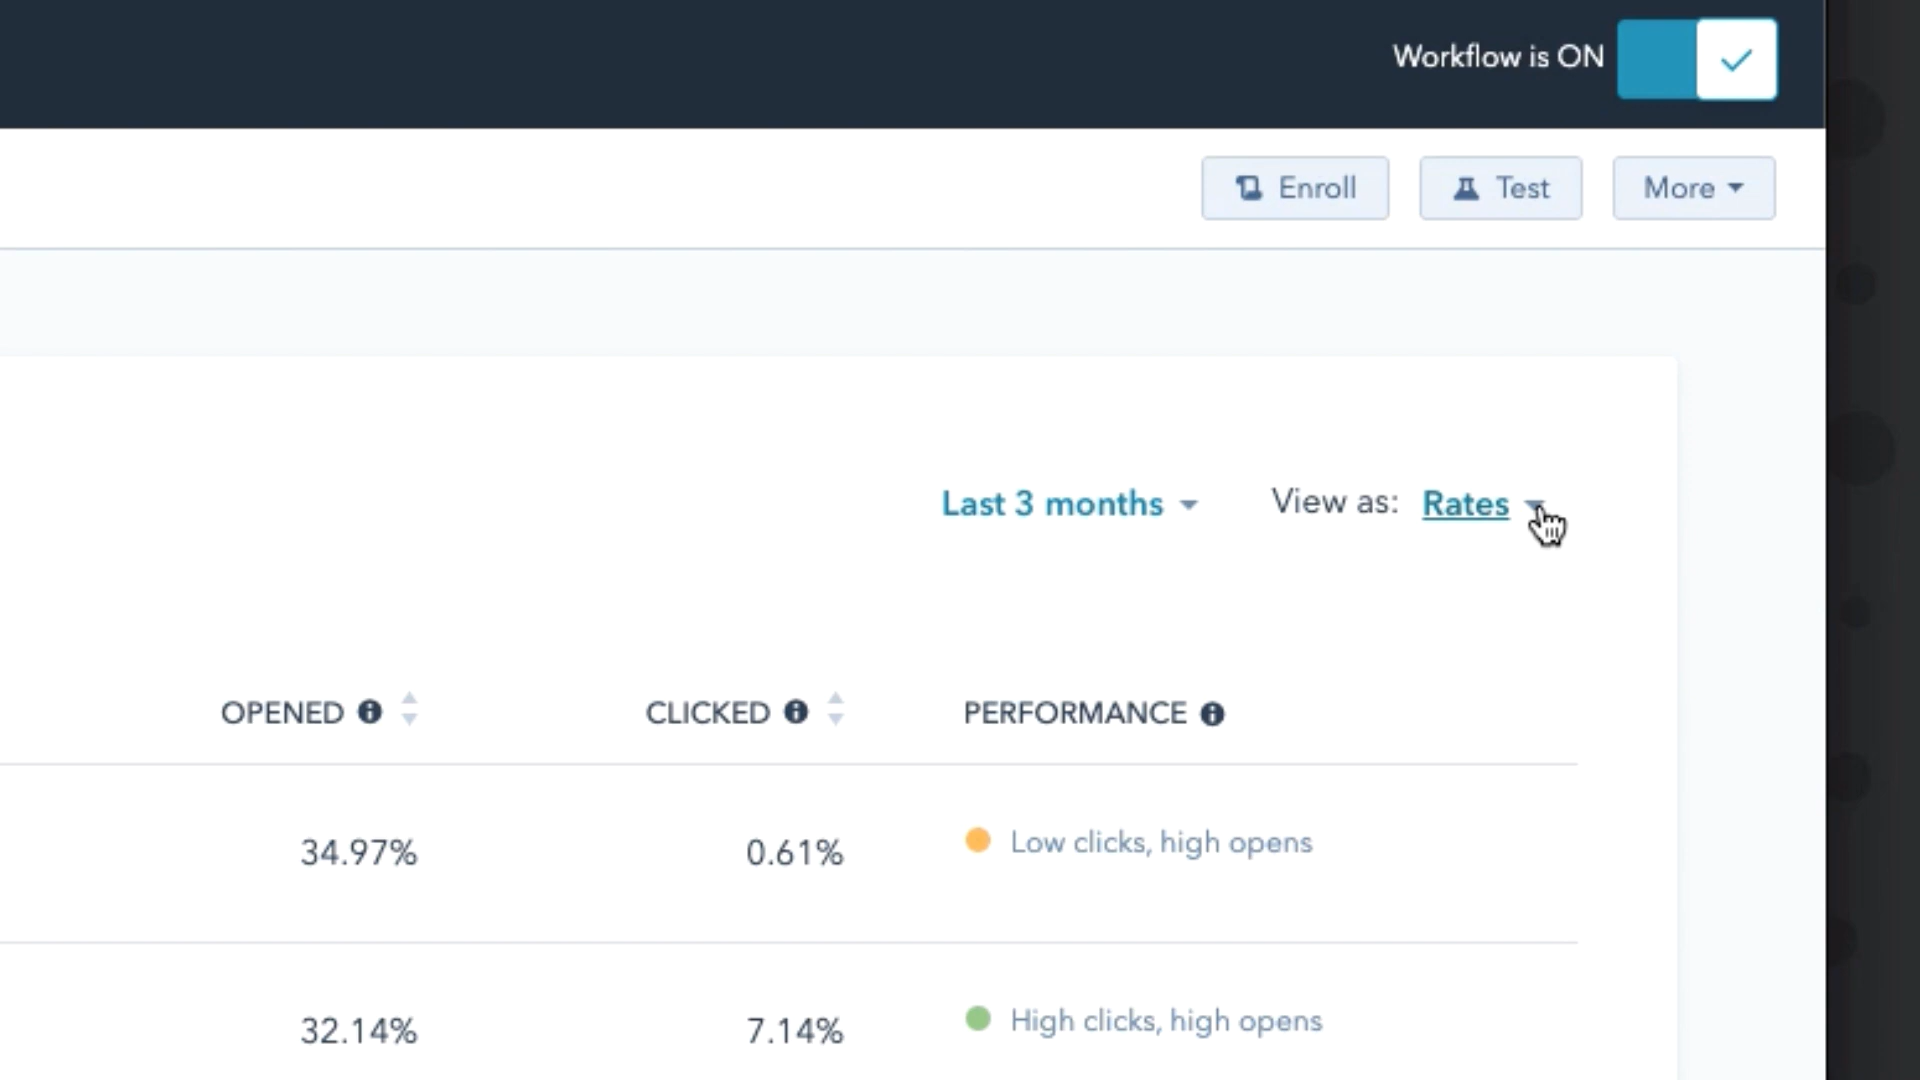 Workflow is ON
Enroll Test More
Last 3 months View as: Rates
OPENED CLICKED PERFORMANCE
34.97% 0.61% Low clicks, high opens
32.14% 7.14% High clicks, high opens